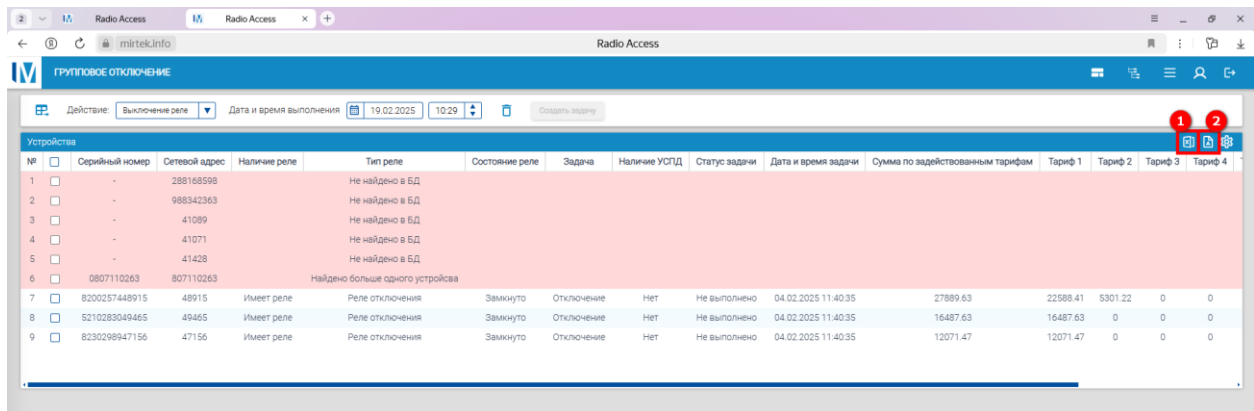 2 Radio Access Radio Access
mirtek.info Radio Access
ГРУППОВОЕ ОТКЛЮЧЕНИЕ
Действие: Выключение реле Дата и время выполнения 19.02.2025 10:29 Создать задачу
1 2
Устройства
№ Серийный номер Сетевой адрес Наличие реле Тип реле Состояние реле Задача Наличие УСПД Статус задачи Дата и время задачи Сумма по задействованным тарифам Тариф 1 Тариф 2 Тариф 3 Тариф 4
1 - 288168598 Не найдено в БД
2 - 988342363 Не найдено в БД
3 - 41089 Не найдено в БД
4 - 41071 Не найдено в БД
5 - 41428 Не найдено в БД
6 0807110263 807110263 Найдено больше одного устройсва
7 8200257448915 48915 Имеет реле Реле отключения Замкнуто Отключение Нет Не выполнено 04.02.2025 11:40:35 27889.63 22588.41 5301.22 0 0
8 5210283049465 49465 Имеет реле Реле отключения Замкнуто Отключение Нет Не выполнено 04.02.2025 11:40:35 16487.63 16487.63 0 0 0
9 8230298947156 47156 Имеет реле Реле отключения Замкнуто Отключение Нет Не выполнено 04.02.2025 11:40:35 12071.47 12071.47 0 0 0